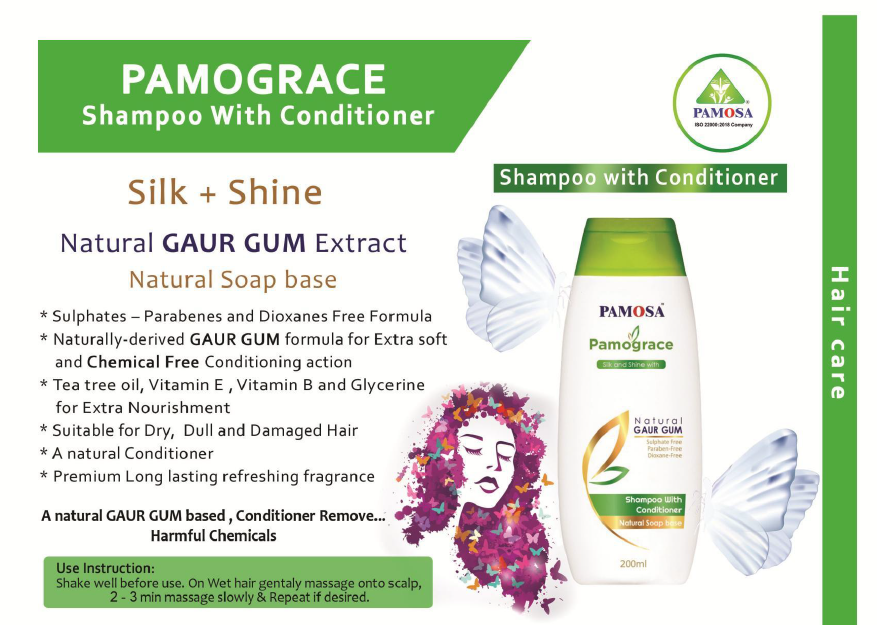 PAMOGRACE
Shampoo With Conditioner
PAMOSA
®
ISO 22000:2018 Company
Shampoo with Conditioner
Silk + Shine
Natural GAUR GUM Extract
Natural Soap base
* Sulphates – Parabenes and Dioxanes Free Formula
* Naturally-derived GAUR GUM formula for Extra soft
and Chemical Free Conditioning action
* Tea tree oil, Vitamin E , Vitamin B and Glycerine
for Extra Nourishment
* Suitable for Dry, Dull and Damaged Hair
* A natural Conditioner
* Premium Long lasting refreshing fragrance
A natural GAUR GUM based , Conditioner Remove...
Harmful Chemicals
Use Instruction:
Shake well before use. On Wet hair gentaly massage onto scalp,
2 - 3 min massage slowly & Repeat if desired.
PAMOSA™
Pamograce
Silk and Shine with
Natural
GAUR GUM
Sulphate Free
Paraben-Free
Dioxane-Free
Shampoo With
Conditioner
Natural Soap base
200ml
Hair care